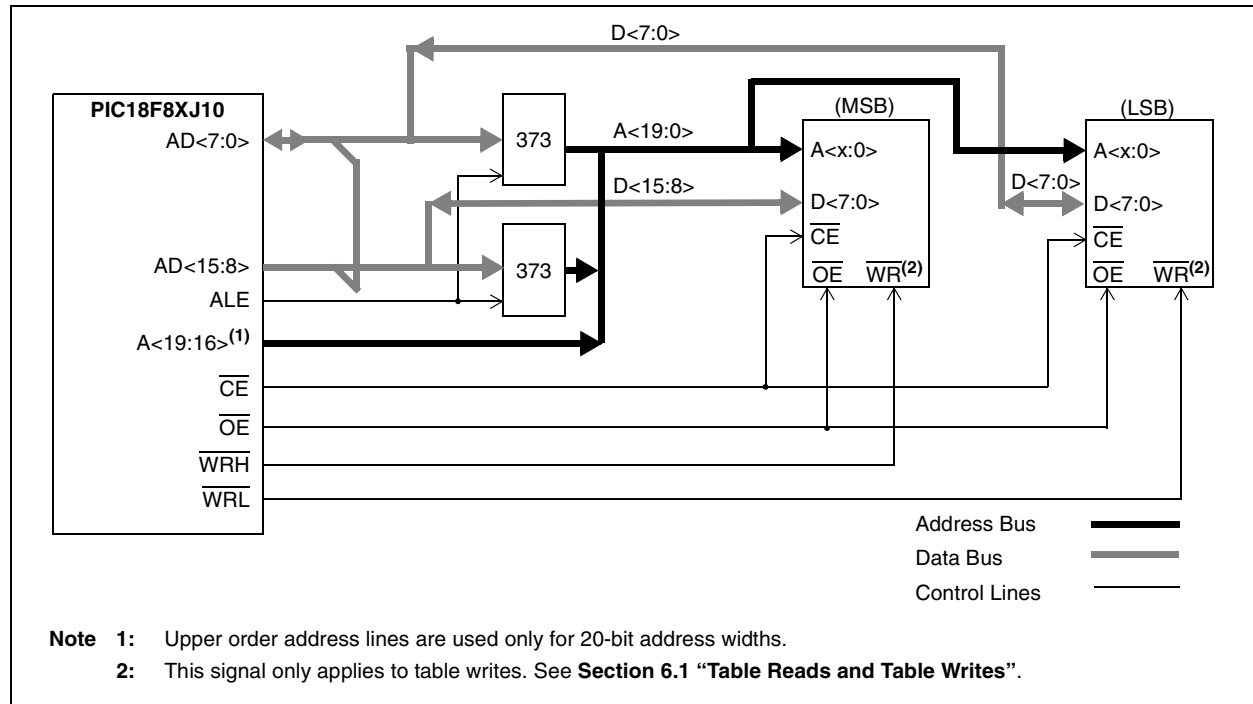 D<7:0>
PIC18F8XJ10
AD<7:0>
AD<15:8>
ALE
A<19:16>(1)
CE
OE
WRH
WRL
373
373
A<19:0>
D<15:8>
(MSB)
A<x:0>
D<7:0>
CE
OE WR(2)
(LSB)
D<7:0>
A<x:0>
D<7:0>
CE
OE WR(2)
Address Bus
Data Bus
Control Lines
Note 1: Upper order address lines are used only for 20-bit address widths.
2: This signal only applies to table writes. See Section 6.1 “Table Reads and Table Writes”.